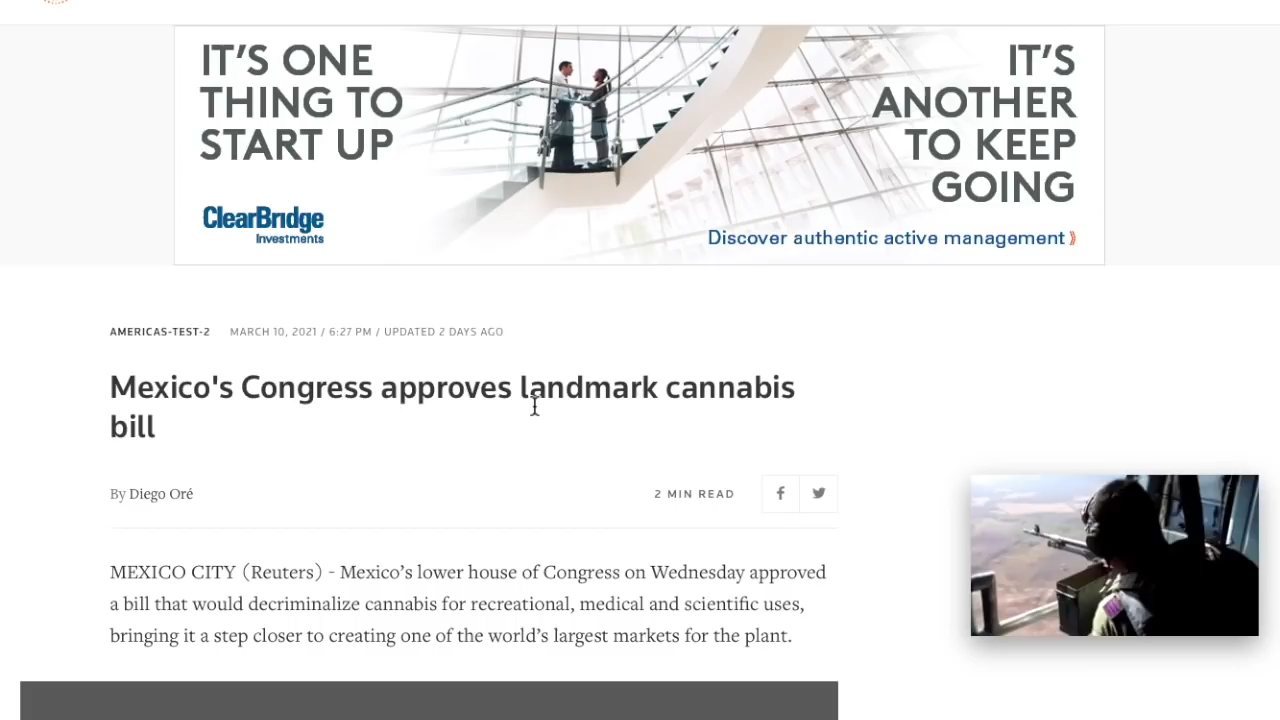 IT'S ONE
THING TO
START UP
IT'S
ANOTHER
TO KEEP
GOING
ClearBridge
Investments
Discover authentic active management
AMERICAS-TEST-2 MARCH 10, 2021 / 6:27 PM / UPDATED 2 DAYS AGO
Mexico's Congress approves landmark cannabis
bill
By Diego Oré
2 MIN READ
MEXICO CITY (Reuters) - Mexico’s lower house of Congress on Wednesday approved
a bill that would decriminalize cannabis for recreational, medical and scientific uses,
bringing it a step closer to creating one of the world’s largest markets for the plant.